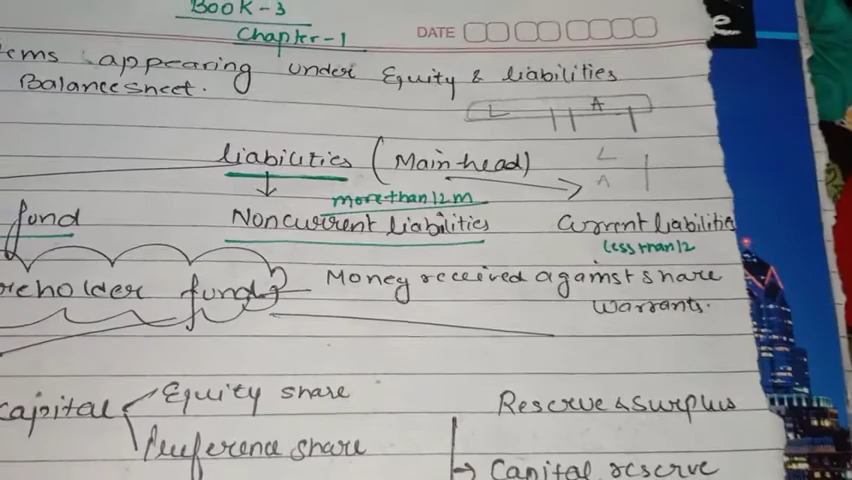 BOOK-3
Chapter-1
DATE
e
appearing under Equity & liabilities
Balancesheet.
L A
liabilities (Main head)
L
A
more than 12 m
fund Noncurrent liabilities Current liabilities
less than 12
fund Money received against share
warrants.
capital Equity share Reserve & Surplus
Preference share
Capital reserve